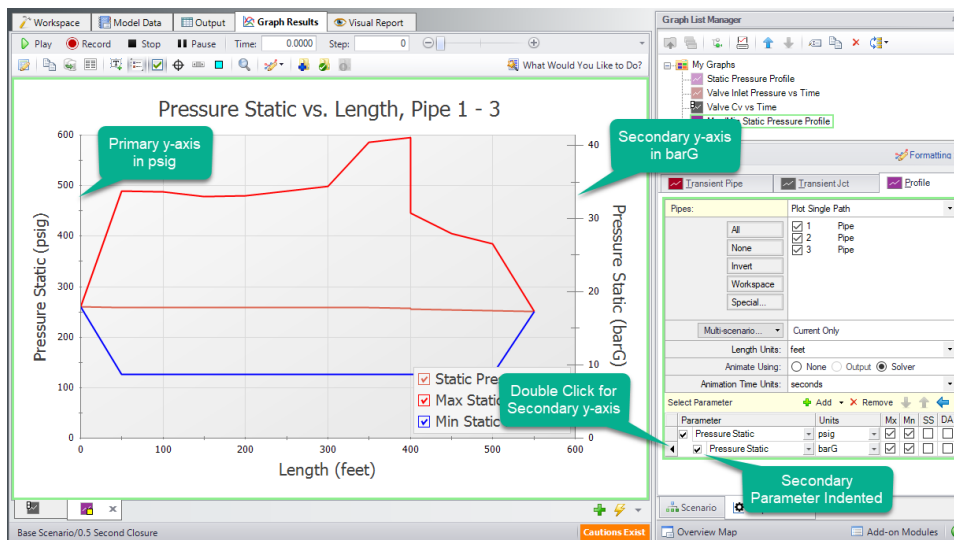 Workspace Model Data Output Graph Results Visual Report
Play Record Stop Pause Time: 0.0000 Step: 0
What Would You Like to Do?
Pressure Static vs. Length, Pipe 1 - 3
Primary y-axis
in psig
Secondary y-axis
in barG
Pressure Static (psig)
600
500
400
300
200
100
0
40
30
20
10
0
Pressure Static (barG)
Static Pre
Max Static
Min Static
0 100 200 300 400 500 600
Length (feet)
Double Click for
Secondary y-axis
Base Scenario/0.5 Second Closure Cautions Exist
Graph List Manager
My Graphs
Static Pressure Profile
Valve Inlet Pressure vs Time
Valve Cv vs Time
Static Pressure Profile
Formatting
Transient Pipe Transient Jct Profile
Pipes: Plot Single Path
All
None
Invert
Workspace
Special...
1 Pipe
2 Pipe
3 Pipe
Multi-scenario... Current Only
Length Units: feet
Animate Using: None Output Solver
Animation Time Units: seconds
Select Parameter Add Remove
Parameter Units Mx Mn SS DA
Pressure Static psig
Pressure Static barG
Secondary
Parameter Indented
Scenario
Overview Map Add-on Modules